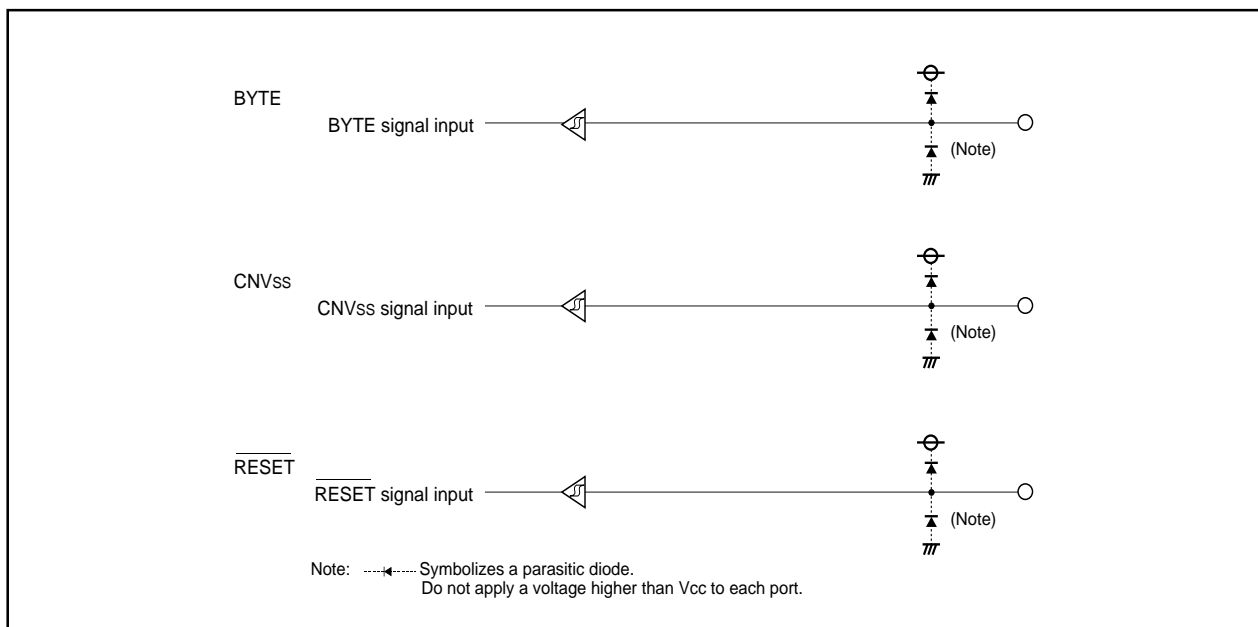 BYTE
BYTE signal input
(Note)
CNVss
CNVss signal input
(Note)
RESET
RESET signal input
(Note)
Note: Symbolizes a parasitic diode.
Do not apply a voltage higher than Vcc to each port.